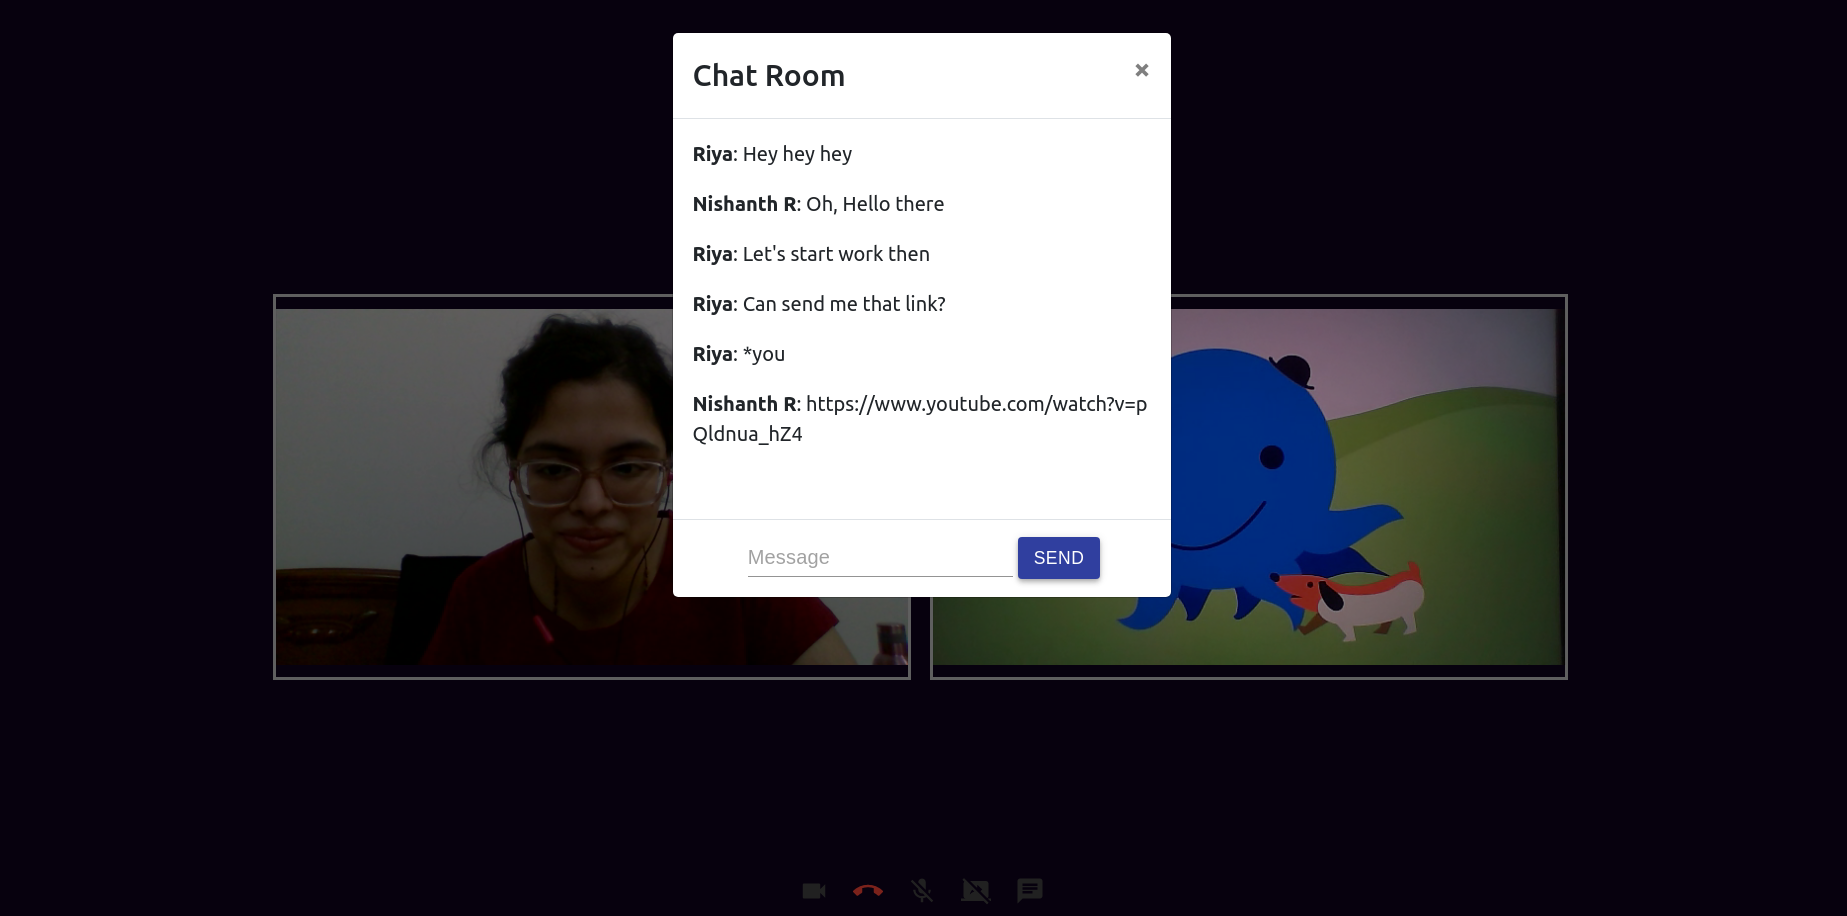 Chat Room
×
Riya: Hey hey hey
Nishanth R: Oh, Hello there
Riya: Let's start work then
Riya: Can send me that link?
Riya: *you
Nishanth R: https://www.youtube.com/watch?v=p
Qldnua_hZ4
Message
SEND